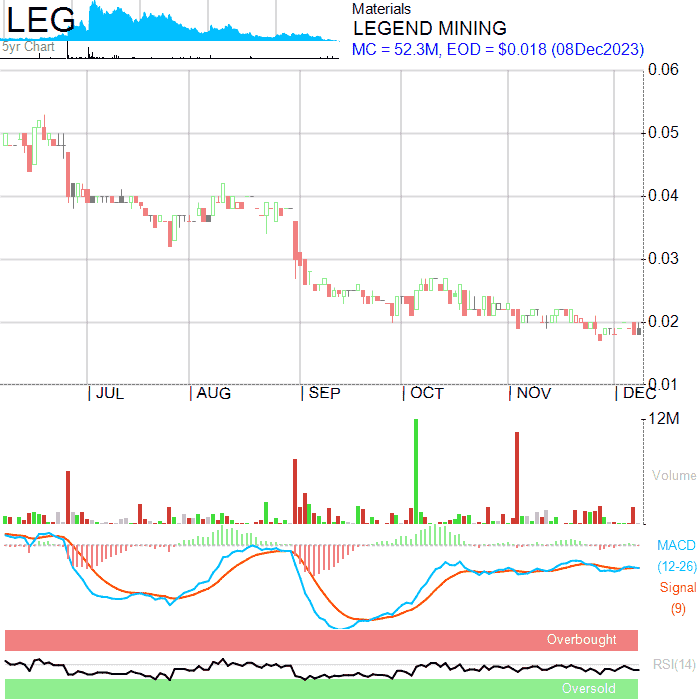 LEG
5yr Chart
Materials
LEGEND MINING
MC = 52.3M, EOD = $0.018 (08Dec2023)
0.06
0.05
0.04
0.03
0.02
0.01
JUL AUG SEP OCT NOV DEC
12M
Volume
MACD
(12-26)
Signal
(9)
Overbought
RSI(14)
Oversold